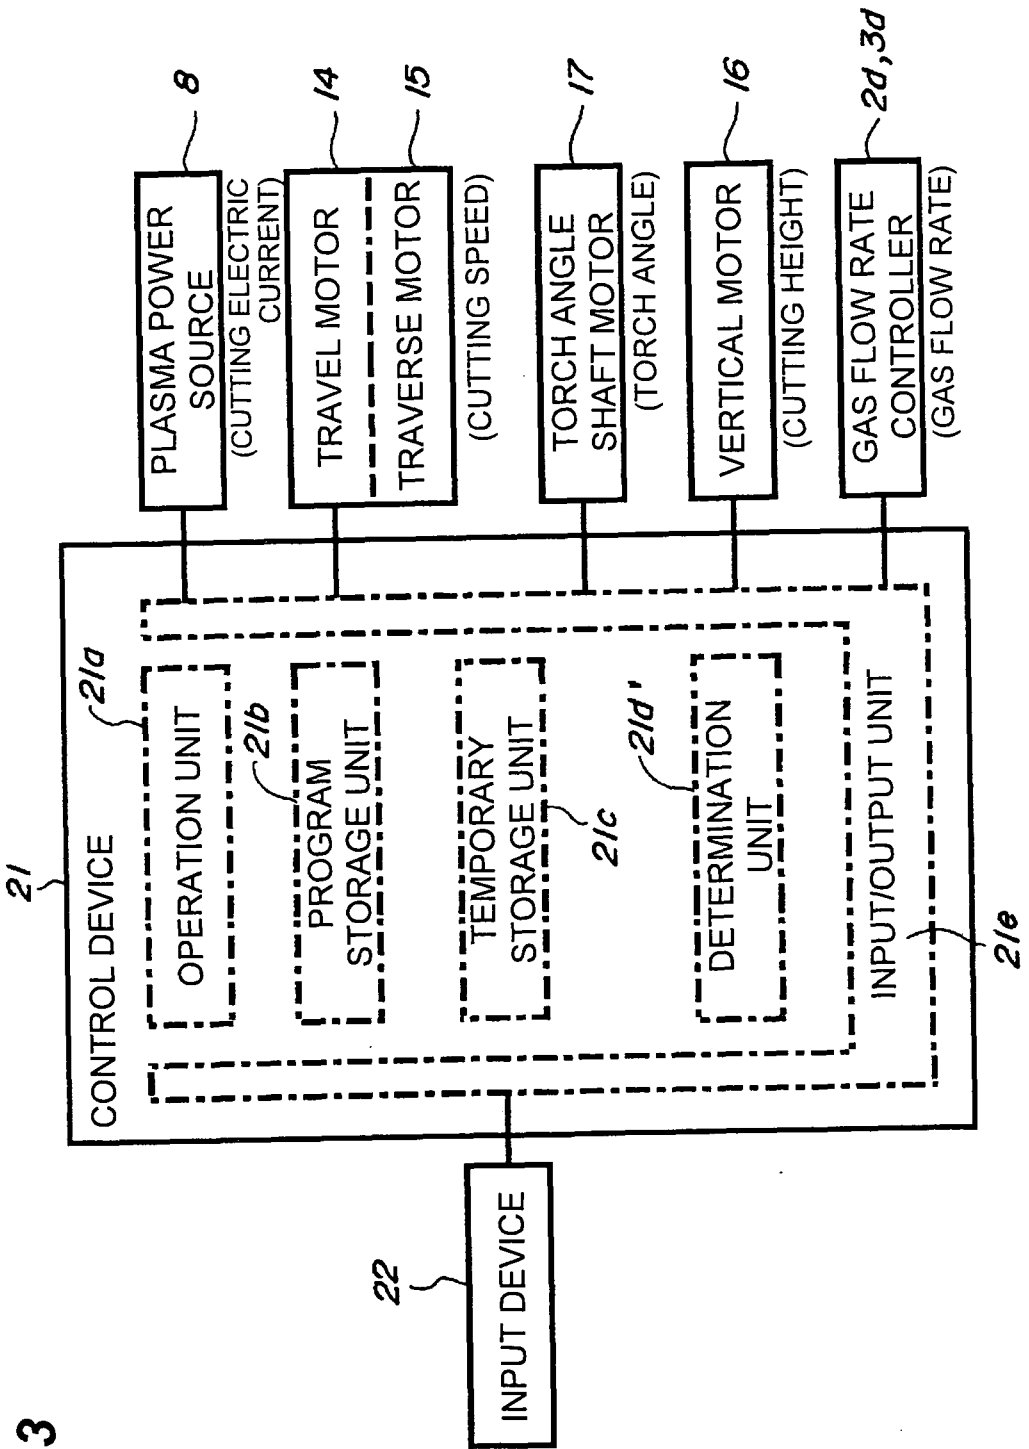 3
21
CONTROL DEVICE
21a
OPERATION UNIT
21b
PROGRAM
STORAGE UNIT
TEMPORARY
STORAGE UNIT
21c
21d'
DETERMINATION
UNIT
INPUT/OUTPUT UNIT
21e
22
INPUT DEVICE
PLASMA POWER
SOURCE
8
(CUTTING ELECTRIC
CURRENT)
TRAVEL MOTOR
14
TRAVERSE MOTOR
15
(CUTTING SPEED)
TORCH ANGLE
SHAFT MOTOR
17
(TORCH ANGLE)
VERTICAL MOTOR
16
(CUTTING HEIGHT)
GAS FLOW RATE
CONTROLLER
2d,3d
(GAS FLOW RATE)